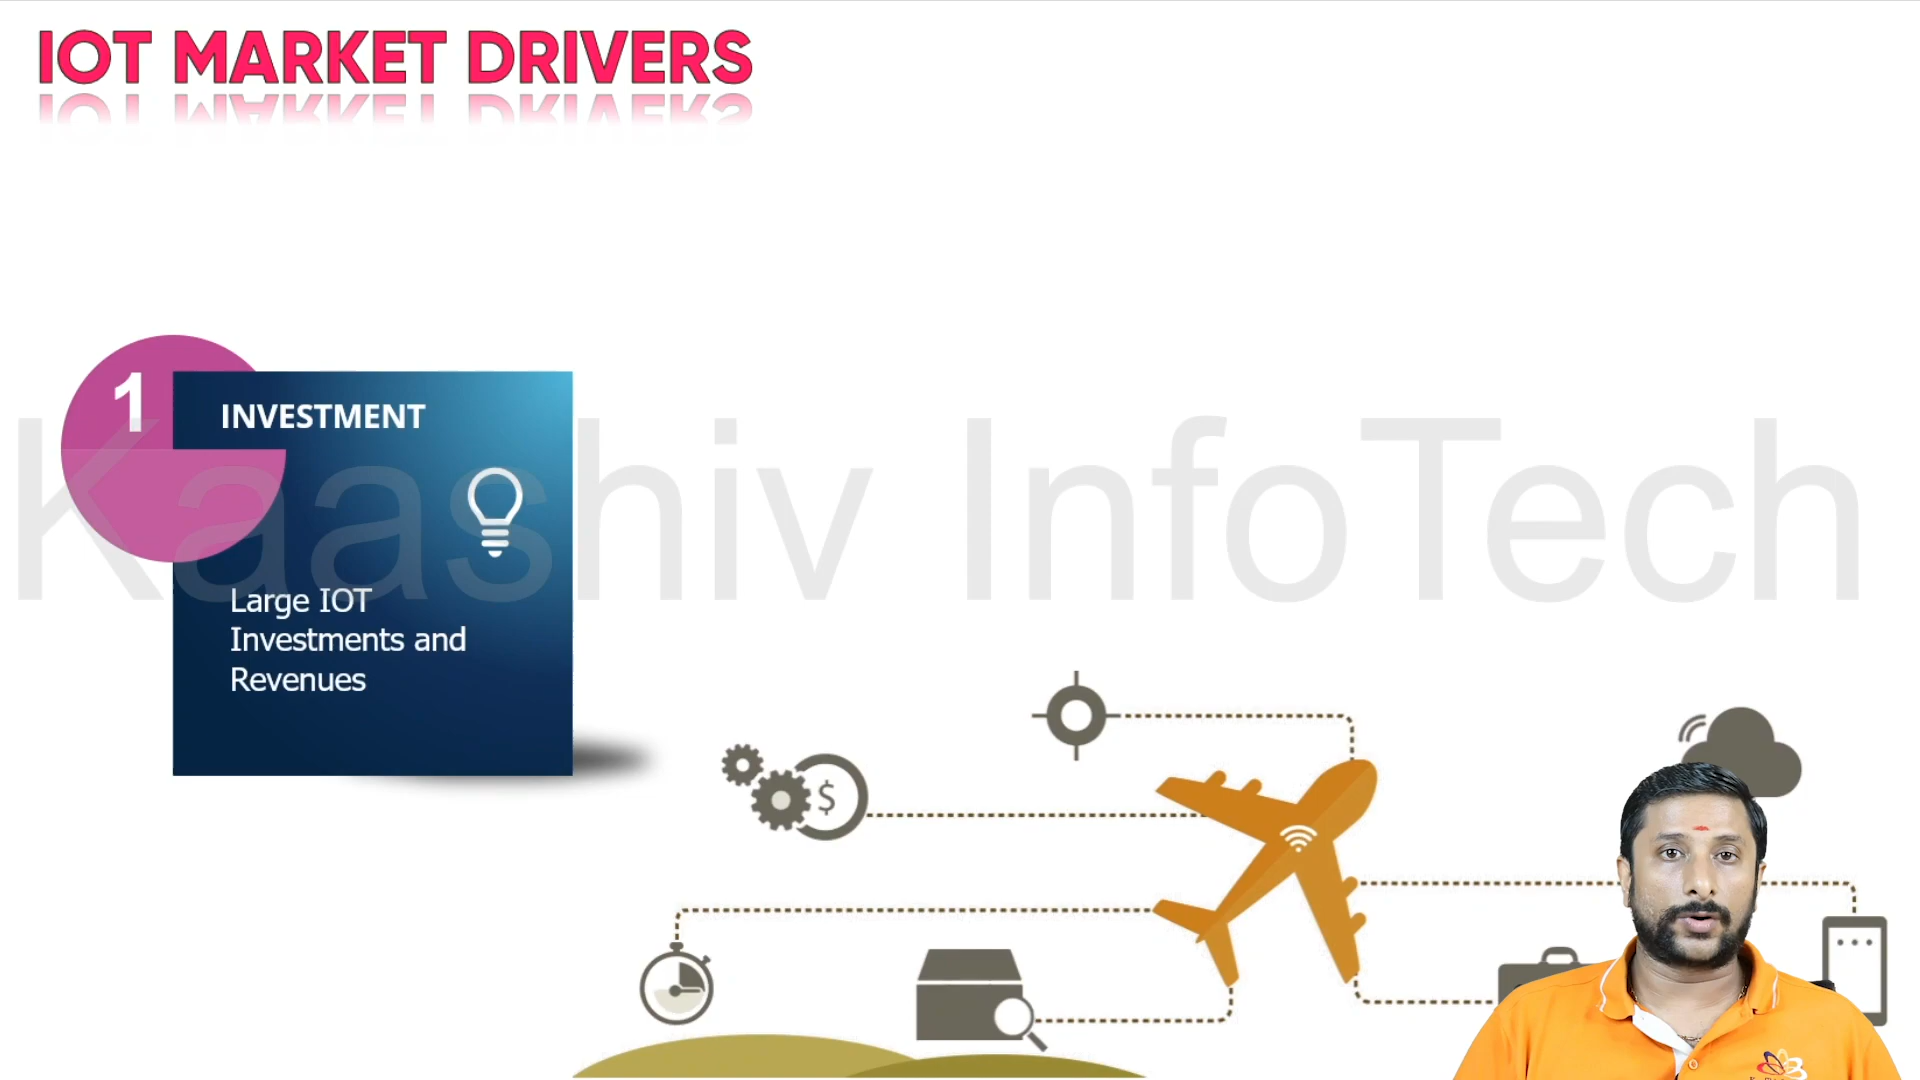 IOT MARKET DRIVERS
1
INVESTMENT
Kaashiv InfoTech
Large IOT
Investments and
Revenues
$